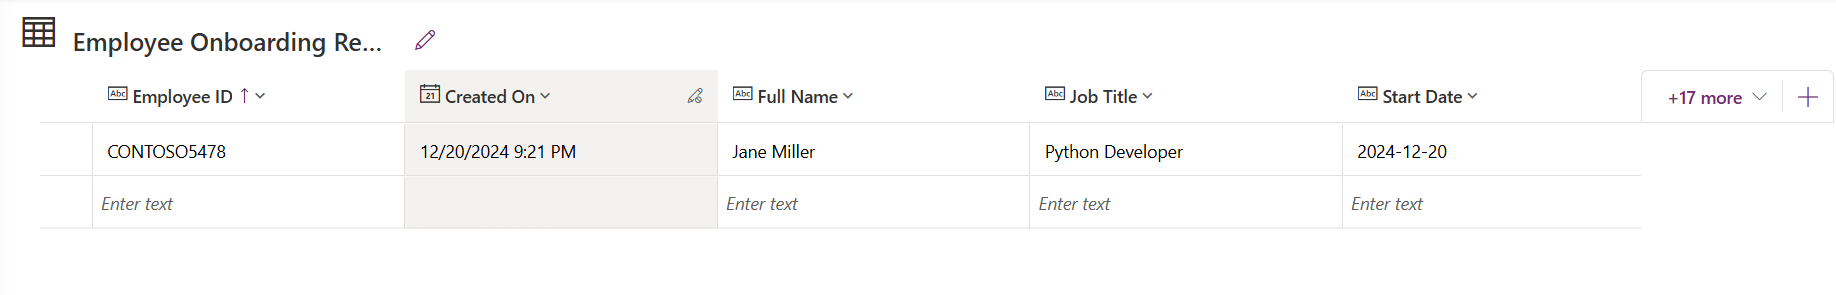 Employee Onboarding Re...
Abc Employee ID ↑
21 Created On
Abc Full Name
Abc Job Title
Abc Start Date
+17 more
CONTOSO5478 12/20/2024 9:21 PM Jane Miller Python Developer 2024-12-20
Enter text Enter text Enter text Enter text